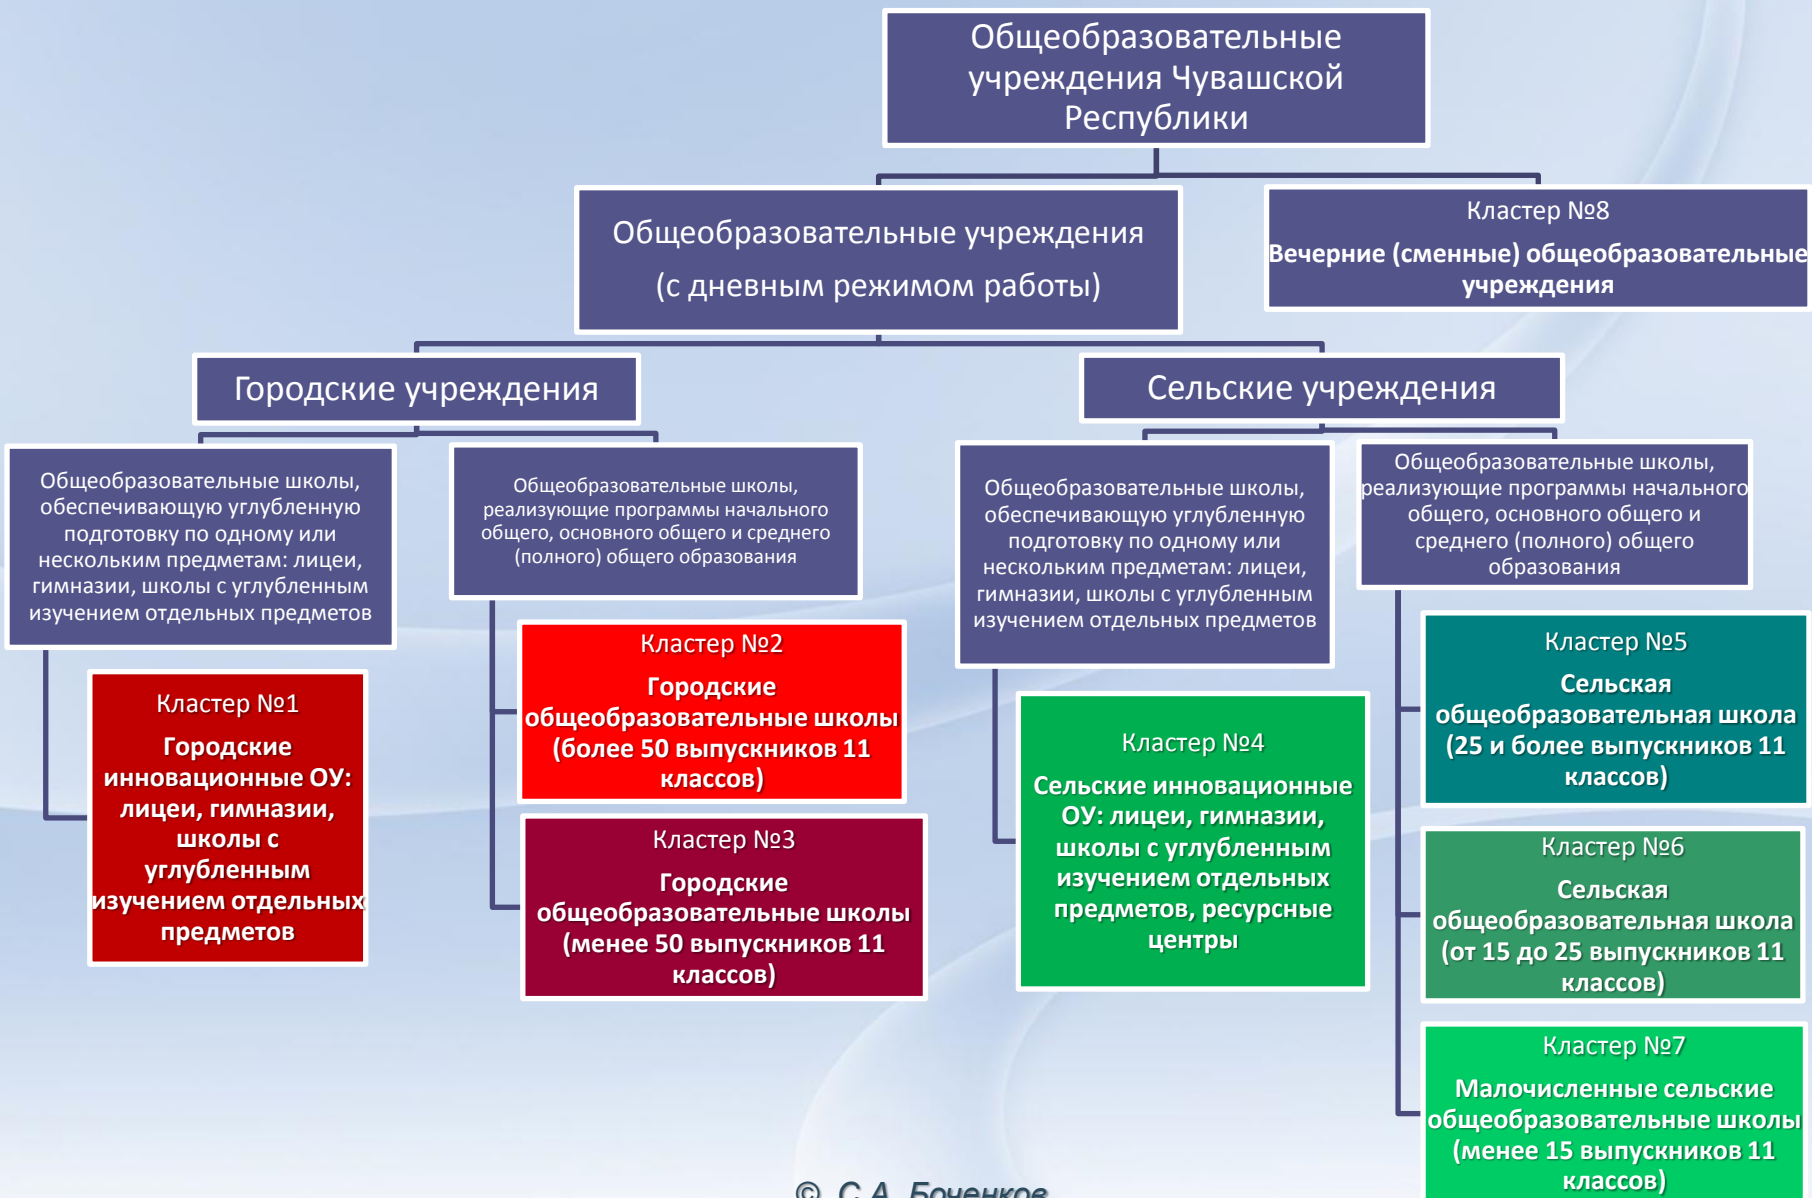 Общеобразовательные
учреждения Чувашской
Республики
Общеобразовательные учреждения
(с дневным режимом работы)
Кластер №8
Вечерние (сменные) общеобразовательные
учреждения
Городские учреждения
Сельские учреждения
Общеобразовательные школы,
обеспечивающую углубленную
подготовку по одному или
нескольким предметам: лицеи,
гимназии, школы с углубленным
изучением отдельных предметов
Общеобразовательные школы,
реализующие программы начального
общего, основного общего и среднего
(полного) общего образования
Общеобразовательные школы,
обеспечивающую углубленную
подготовку по одному или
нескольким предметам: лицеи,
гимназии, школы с углубленным
изучением отдельных предметов
Общеобразовательные школы,
реализующие программы начального
общего, основного общего и
среднего (полного) общего
образования
Кластер №1
Городские
инновационные ОУ:
лицеи, гимназии,
школы с
углубленным
изучением отдельных
предметов
Кластер №2
Городские
общеобразовательные школы
(более 50 выпускников 11
классов)
Кластер №3
Городские
общеобразовательные школы
(менее 50 выпускников 11
классов)
Кластер №4
Сельские инновационные
ОУ: лицеи, гимназии,
школы с углубленным
изучением отдельных
предметов, ресурсные
центры
Кластер №5
Сельская
общеобразовательная школа
(25 и более выпускников 11
классов)
Кластер №6
Сельская
общеобразовательная школа
(от 15 до 25 выпускников 11
классов)
Кластер №7
Малочисленные сельские
общеобразовательные школы
(менее 15 выпускников 11
классов)
© С.А. Боченков